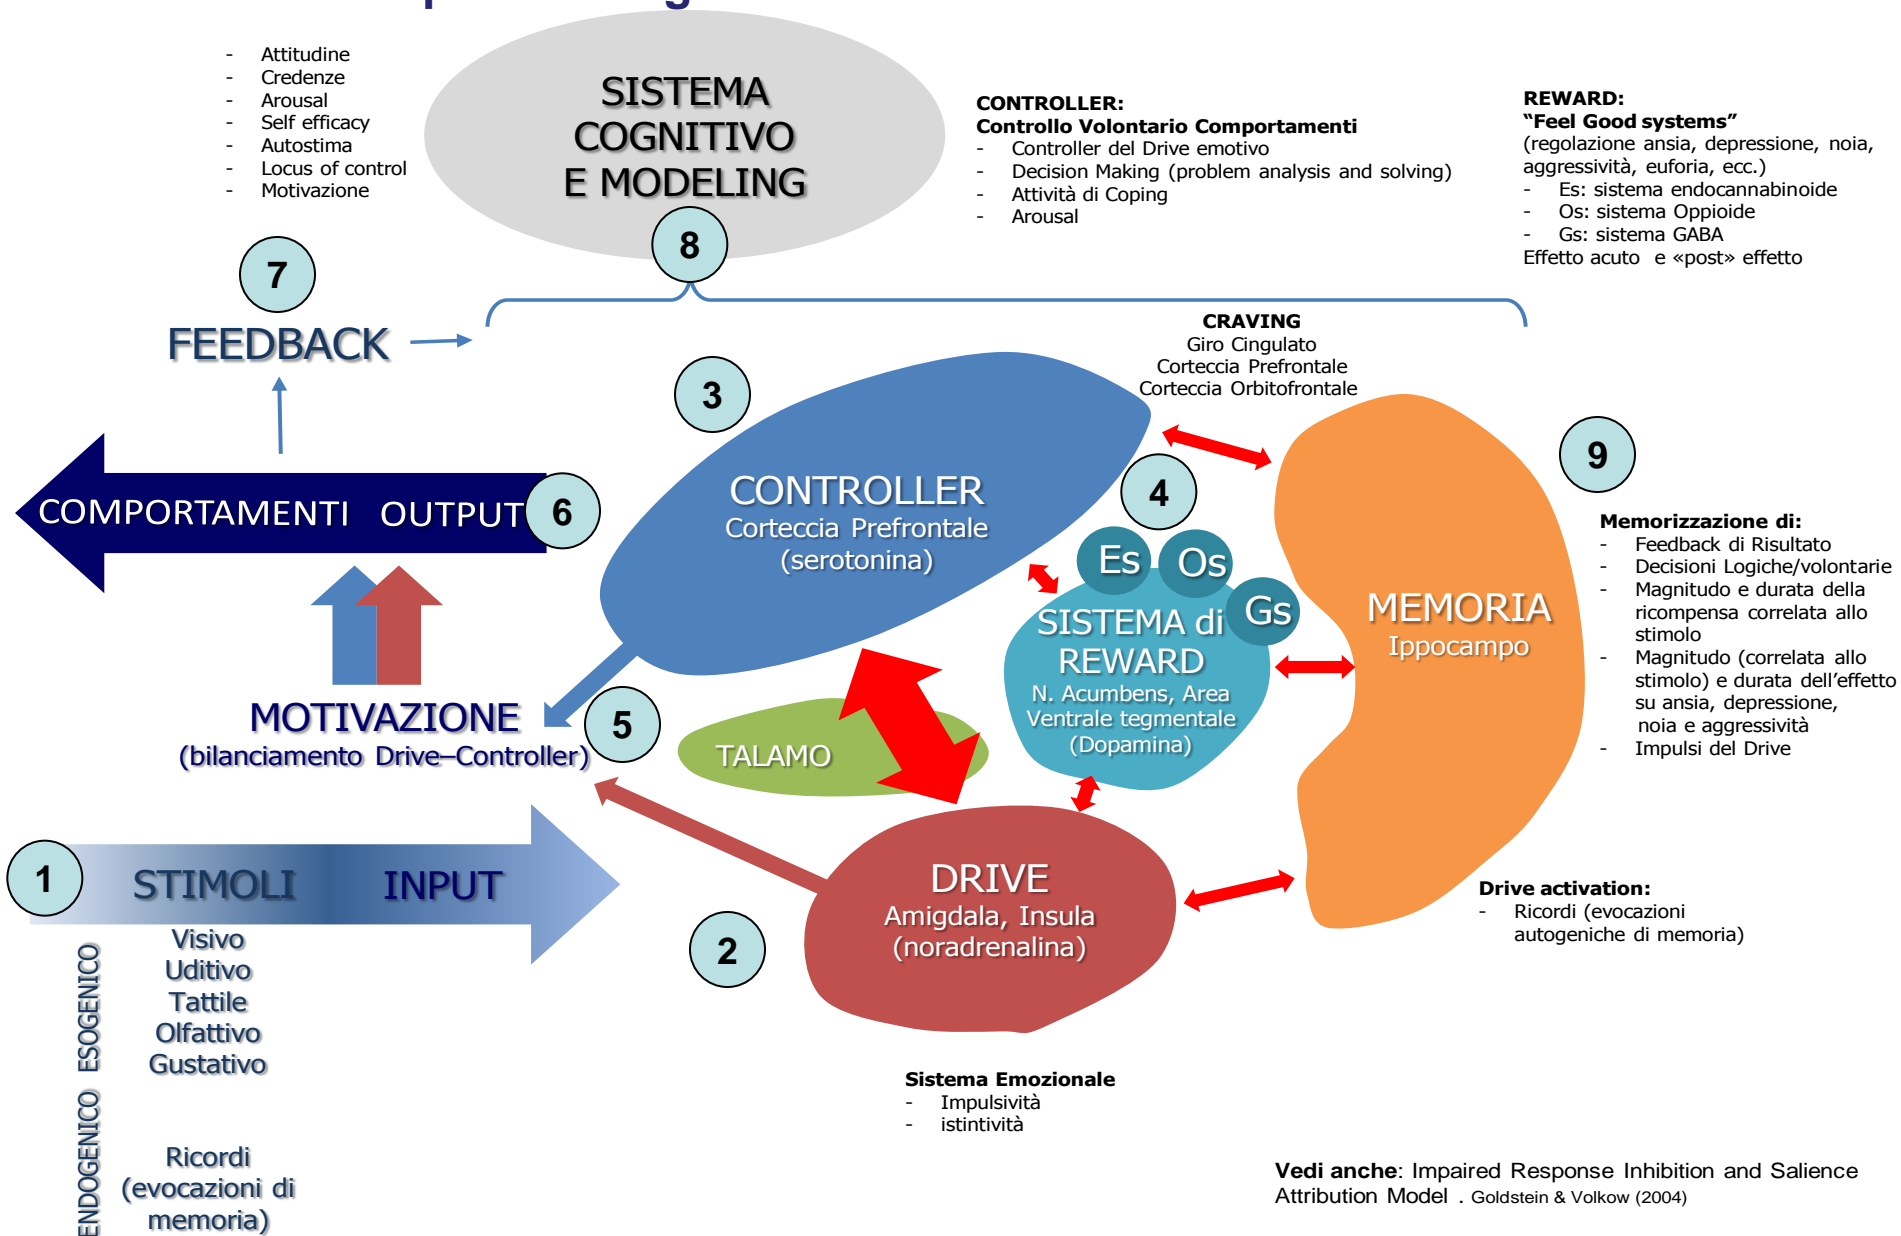 - Attitudine
- Credenze
- Arousal
- Self efficacy
- Autostima
- Locus of control
- Motivazione
SISTEMA
COGNITIVO
E MODELING
8
CONTROLLER:
Controllo Volontario Comportamenti
- Controller del Drive emotivo
- Decision Making (problem analysis and solving)
- Attività di Coping
- Arousal
REWARD:
“Feel Good systems”
(regolazione ansia, depressione, noia,
aggressività, euforia, ecc.)
- Es: sistema endocannabinoide
- Os: sistema Oppioide
- Gs: sistema GABA
Effetto acuto e «post» effetto
7
FEEDBACK
CRAVING
Giro Cingulato
Corteccia Prefrontale
Corteccia Orbitofrontale
3
CONTROLLER
Corteccia Prefrontale
(serotonina)
4
Es
Os
Gs
SISTEMA di
REWARD
N. Acumbens, Area
Ventrale tegmentale
(Dopamina)
MEMORIA
Ippocampo
9
Memorizzazione di:
- Feedback di Risultato
- Decisioni Logiche/volontarie
- Magnitudo e durata della
ricompensa correlata allo
stimolo
- Magnitudo (correlata allo
stimolo) e durata dell’effetto
su ansia, depressione,
noia e aggressività
- Impulsi del Drive
COMPORTAMENTI OUTPUT
6
MOTIVAZIONE
(bilanciamento Drive–Controller)
5
TALAMO
1
STIMOLI INPUT
ESOGENICO
Visivo
Uditivo
Tattile
Olfattivo
Gustativo
ENDOGENICO
Ricordi
(evocazioni di
memoria)
2
DRIVE
Amigdala, Insula
(noradrenalina)
Drive activation:
- Ricordi (evocazioni
autogeniche di memoria)
Sistema Emozionale
- Impulsività
- istintività
Vedi anche: Impaired Response Inhibition and Salience
Attribution Model . Goldstein & Volkow (2004)